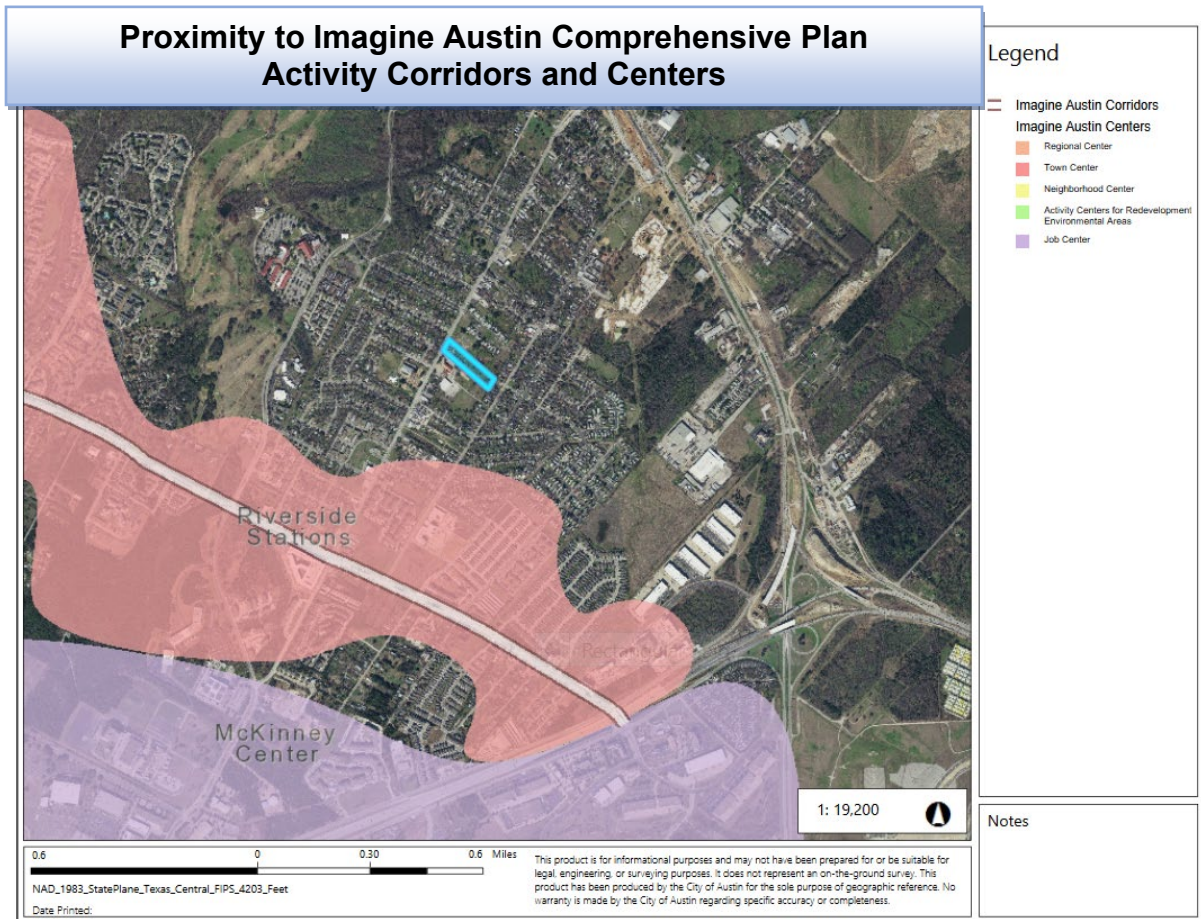 Proximity to Imagine Austin Comprehensive Plan
Activity Corridors and Centers
Legend
Imagine Austin Corridors
Imagine Austin Centers
Regional Center
Town Center
Neighborhood Center
Activity Centers for Redevelopment
Environmental Areas
Job Center
Riverside
Stations
McKinney
Center
1: 19,200
Notes
0.6
0
0.30
0.6 Miles
NAD_1983_StatePlane_Texas_Central_FIPS_4203_Feet
Date Printed:
This product is for informational purposes and may not have been prepared for or be suitable for
legal, engineering, or surveying purposes. It does not represent an on-the-ground survey. This
product has been produced by the City of Austin for the sole purpose of geographic reference. No
warranty is made by the City of Austin regarding specific accuracy or completeness.